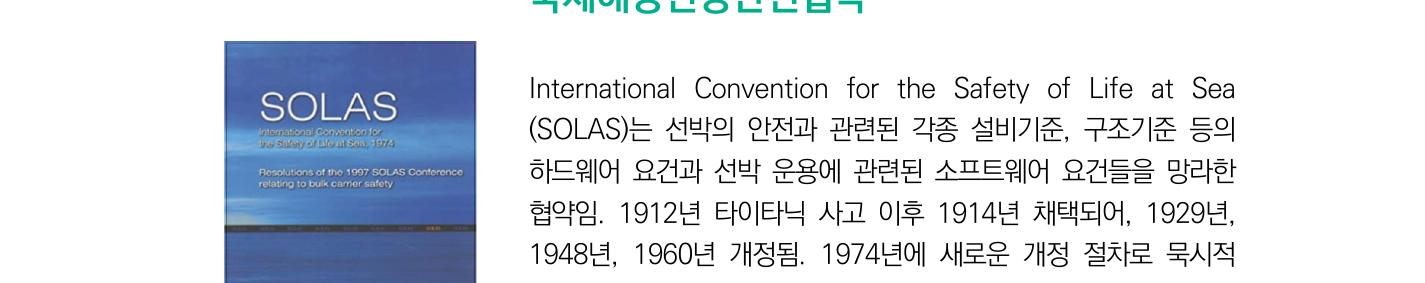 SOLAS
International Convention for
the Safety of Life at Sea, 1974
Resolutions of the 1997 SOLAS Conference
relating to bulk carrier safety
International Convention for the Safety of Life at Sea
(SOLAS)는 선박의 안전과 관련된 각종 설비기준, 구조기준 등의
하드웨어 요건과 선박 운용에 관련된 소프트웨어 요건들을 망라한
협약임. 1912년 타이타닉 사고 이후 1914년 채택되어, 1929년,
1948년, 1960년 개정됨. 1974년에 새로운 개정 절차로 묵시적